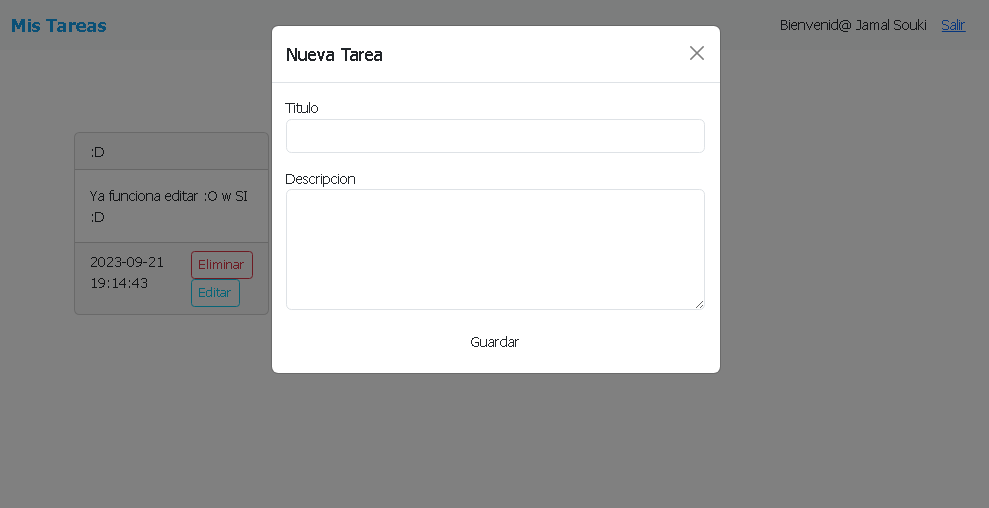 Mis Tareas
Bienvenid@ Jamal Souki Salir
Nueva Tarea
Titulo
Descripcion
Guardar
:D
Ya funciona editar :O w SI
:D
2023-09-21
19:14:43
Eliminar
Editar